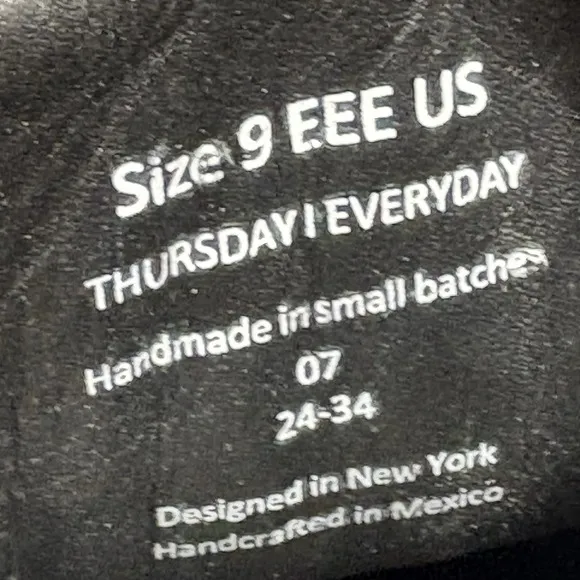 Size 9 EEE US
THURSDAY | EVERYDAY
Handmade in small batches
07
24-34
Designed in New York
Handcrafted in Mexico